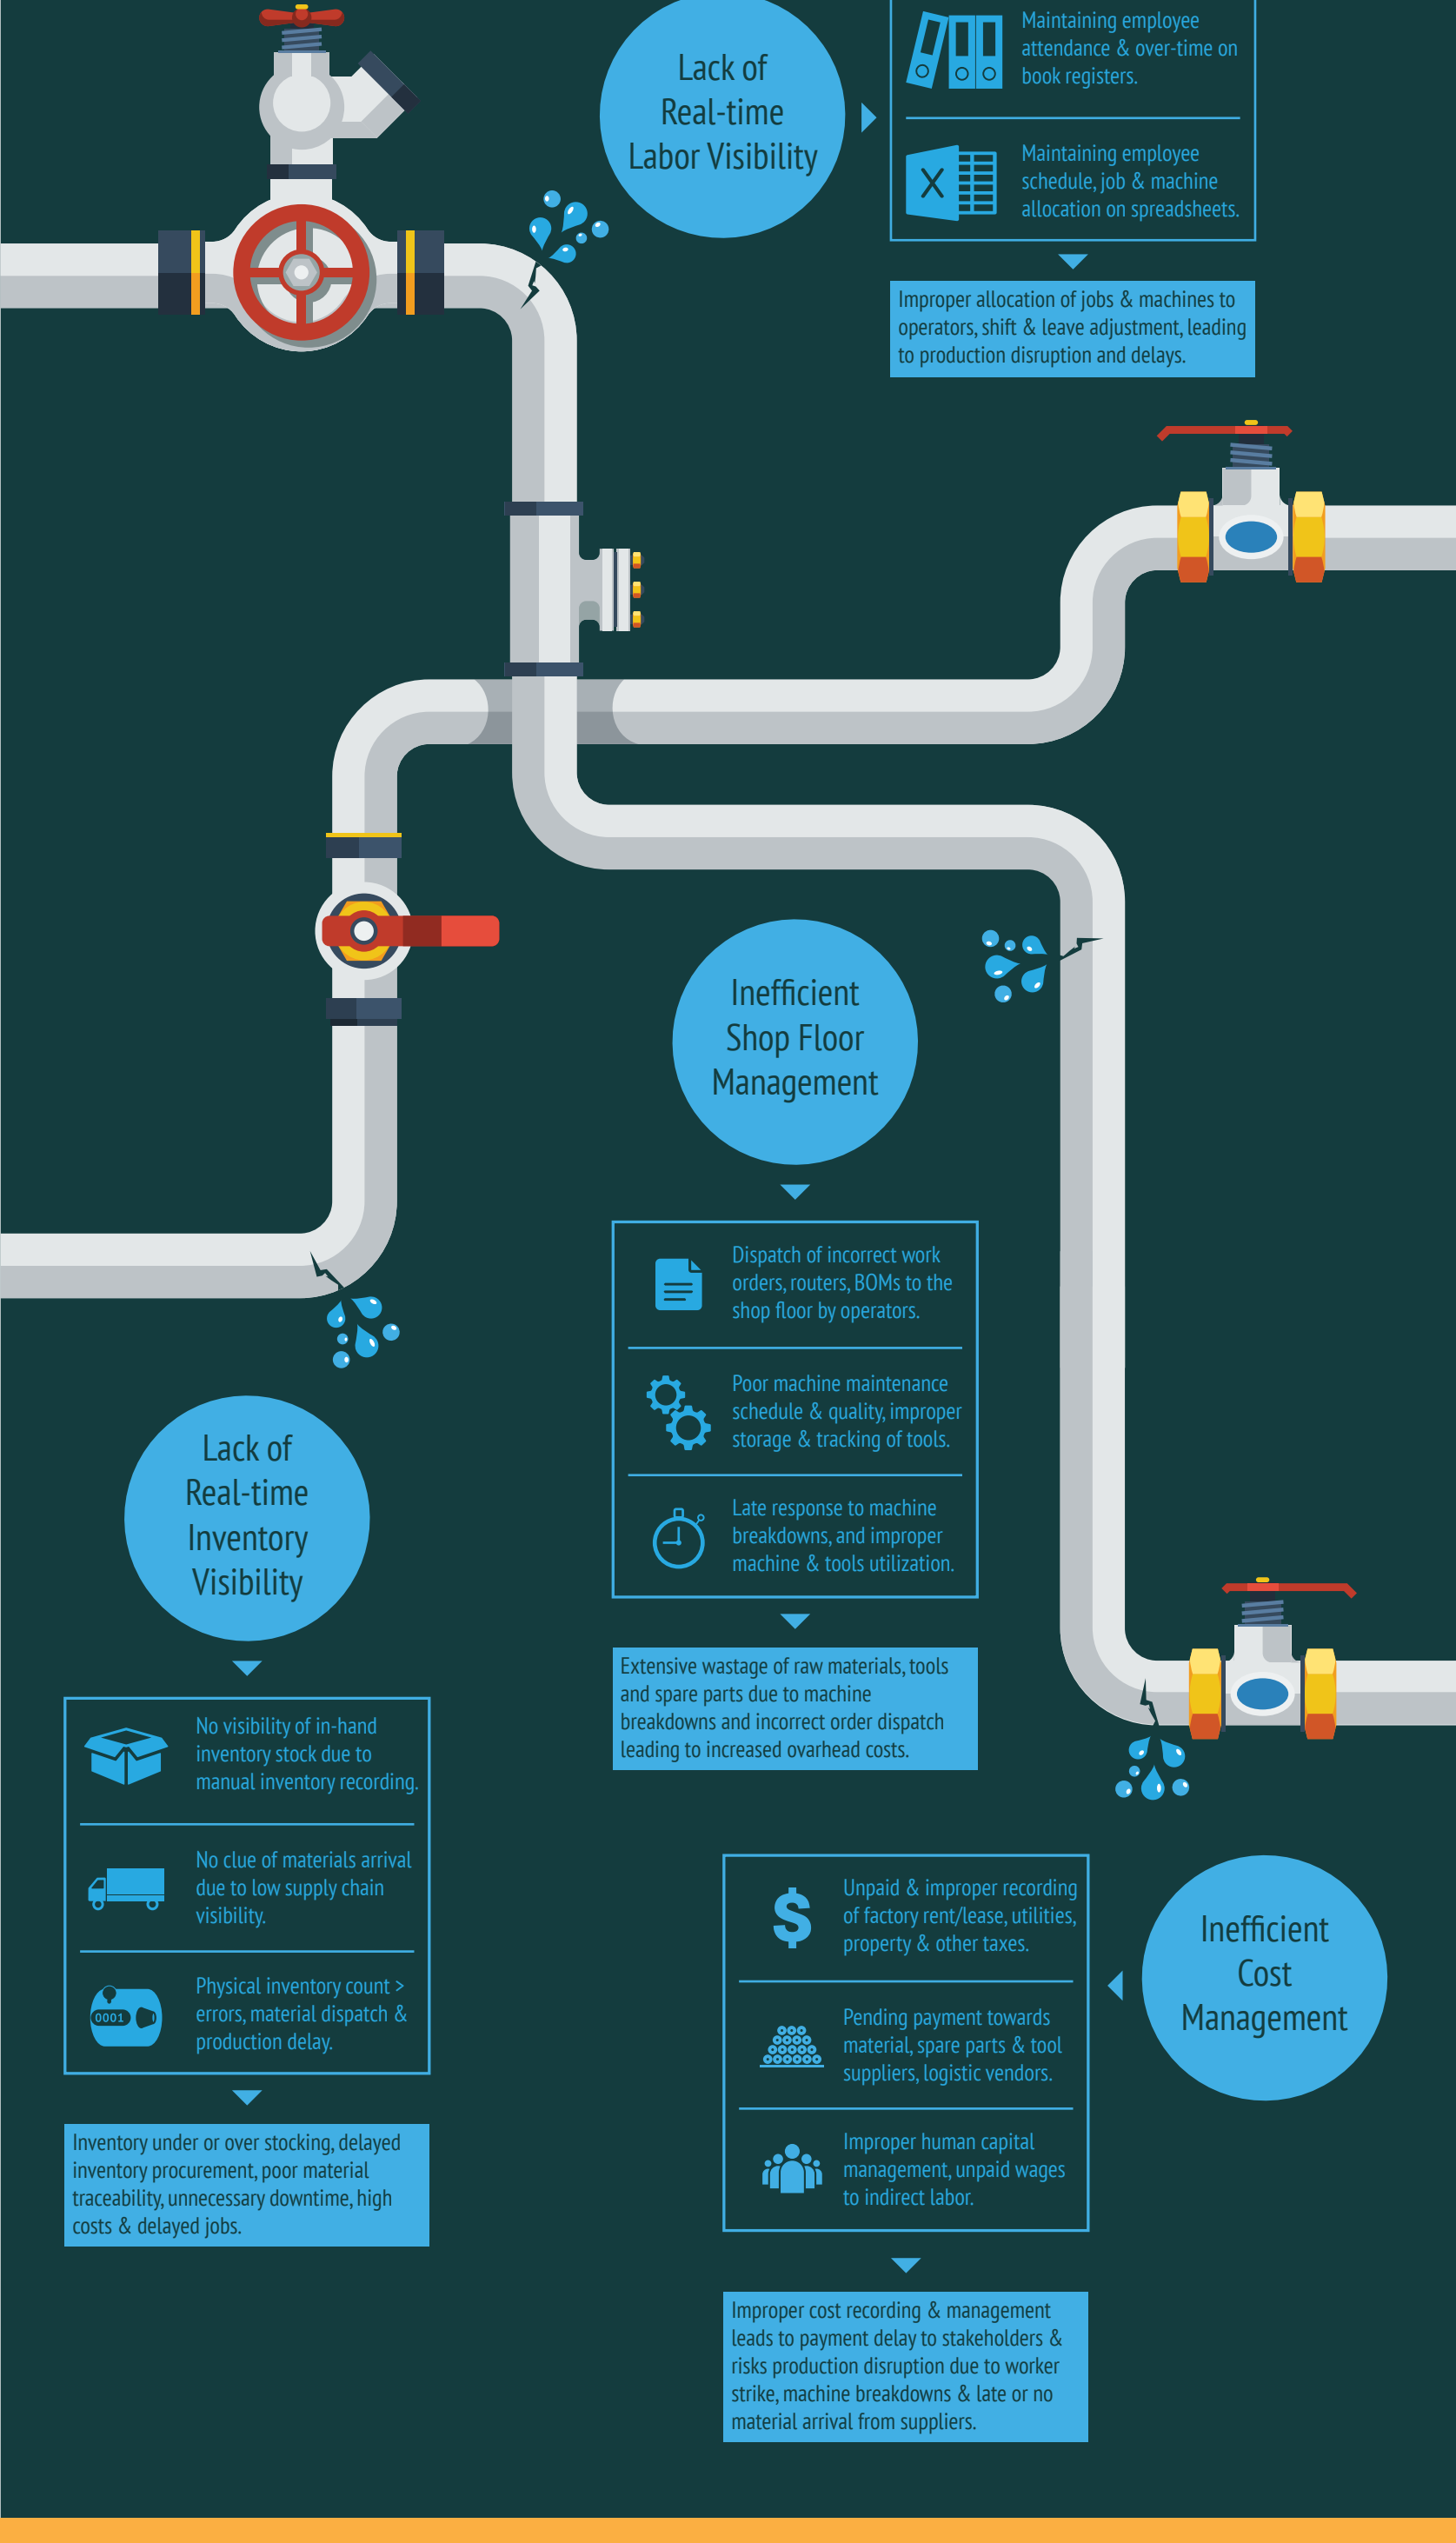 Lack of
Real-time
Labor Visibility
Maintaining employee
attendance & over-time on
book registers.
X
Maintaining employee
schedule, job & machine
allocation on spreadsheets.
Improper allocation of jobs & machines to
operators, shift & leave adjustment, leading
to production disruption and delays.
Inefficient
Shop Floor
Management
Dispatch of incorrect work
orders, routers, BOMs to the
shop floor by operators.
Poor machine maintenance
schedule & quality, improper
storage & tracking of tools.
Late response to machine
breakdowns, and improper
machine & tools utilization.
Extensive wastage of raw materials, tools
and spare parts due to machine
breakdowns and incorrect order dispatch
leading to increased ovarhead costs.
Lack of
Real-time
Inventory
Visibility
No visibility of in-hand
inventory stock due to
manual inventory recording.
No clue of materials arrival
due to low supply chain
visibility.
0001
Physical inventory count >
errors, material dispatch &
production delay.
Inventory under or over stocking, delayed
inventory procurement, poor material
traceability, unnecessary downtime, high
costs & delayed jobs.
Inefficient
Cost
Management
$
Unpaid & improper recording
of factory rent/lease, utilities,
property & other taxes.
Pending payment towards
material, spare parts & tool
suppliers, logistic vendors.
Improper human capital
management, unpaid wages
to indirect labor.
Improper cost recording & management
leads to payment delay to stakeholders &
risks production disruption due to worker
strike, machine breakdowns & late or no
material arrival from suppliers.